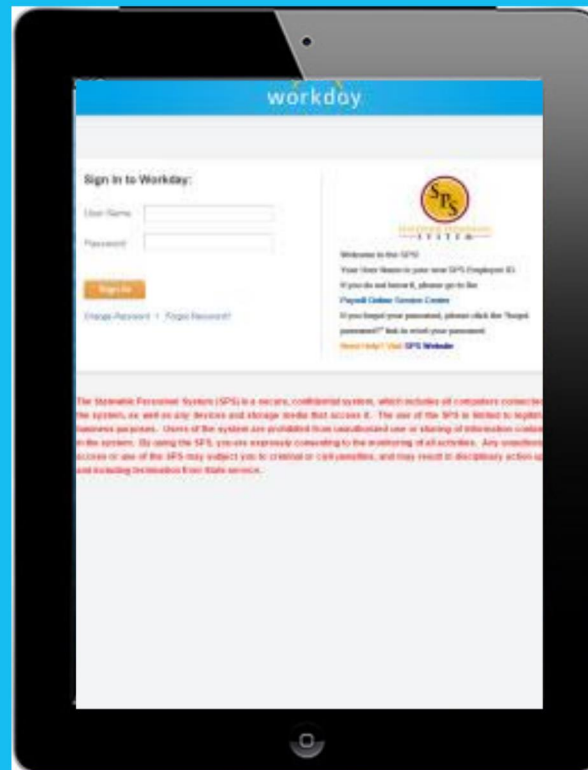 workday
Sign In to Workday:
User Name
Password
Sign In
Change Password | Forgot Password?
SPS
STATEWIDE PERSONNEL
SYSTEM
Welcome to the SPS!
Your User Name is your new SPS Employee ID.
If you do not know it, please go to the
Payroll Online Service Center
If you forgot your password, please click the "forgot
password?" link to reset your password
Need Help? Visit SPS Website
The Statewide Personnel System (SPS) is a secure, confidential system, which includes all computers connected
the system, as well as any devices and storage media that access it. The use of the SPS is limited to legitim
business purposes. Users of the system are prohibited from unauthorized use or sharing of information contai
in the system. By using the SPS, you are expressly consenting to the monitoring of all activities. Any unauthori
access or use of the SPS may subject you to criminal or civil penalties, and may result in disciplinary action up
and including termination from State service.